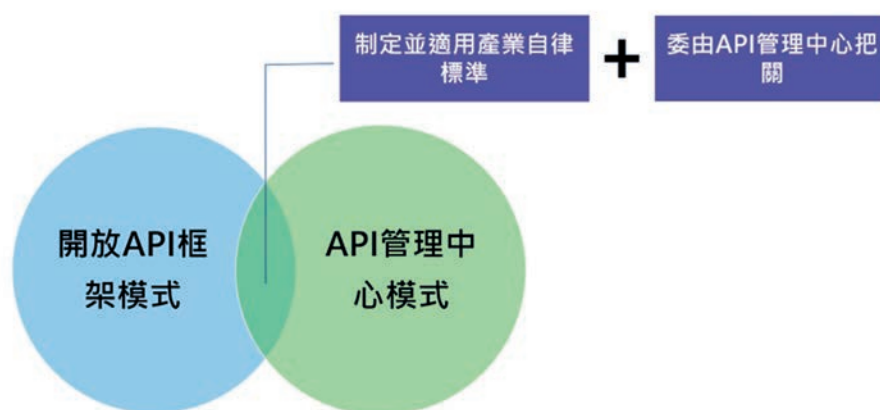 制定並適用產業自律
標準
+
委由API管理中心把
關
開放API框
架模式
API管理中
心模式